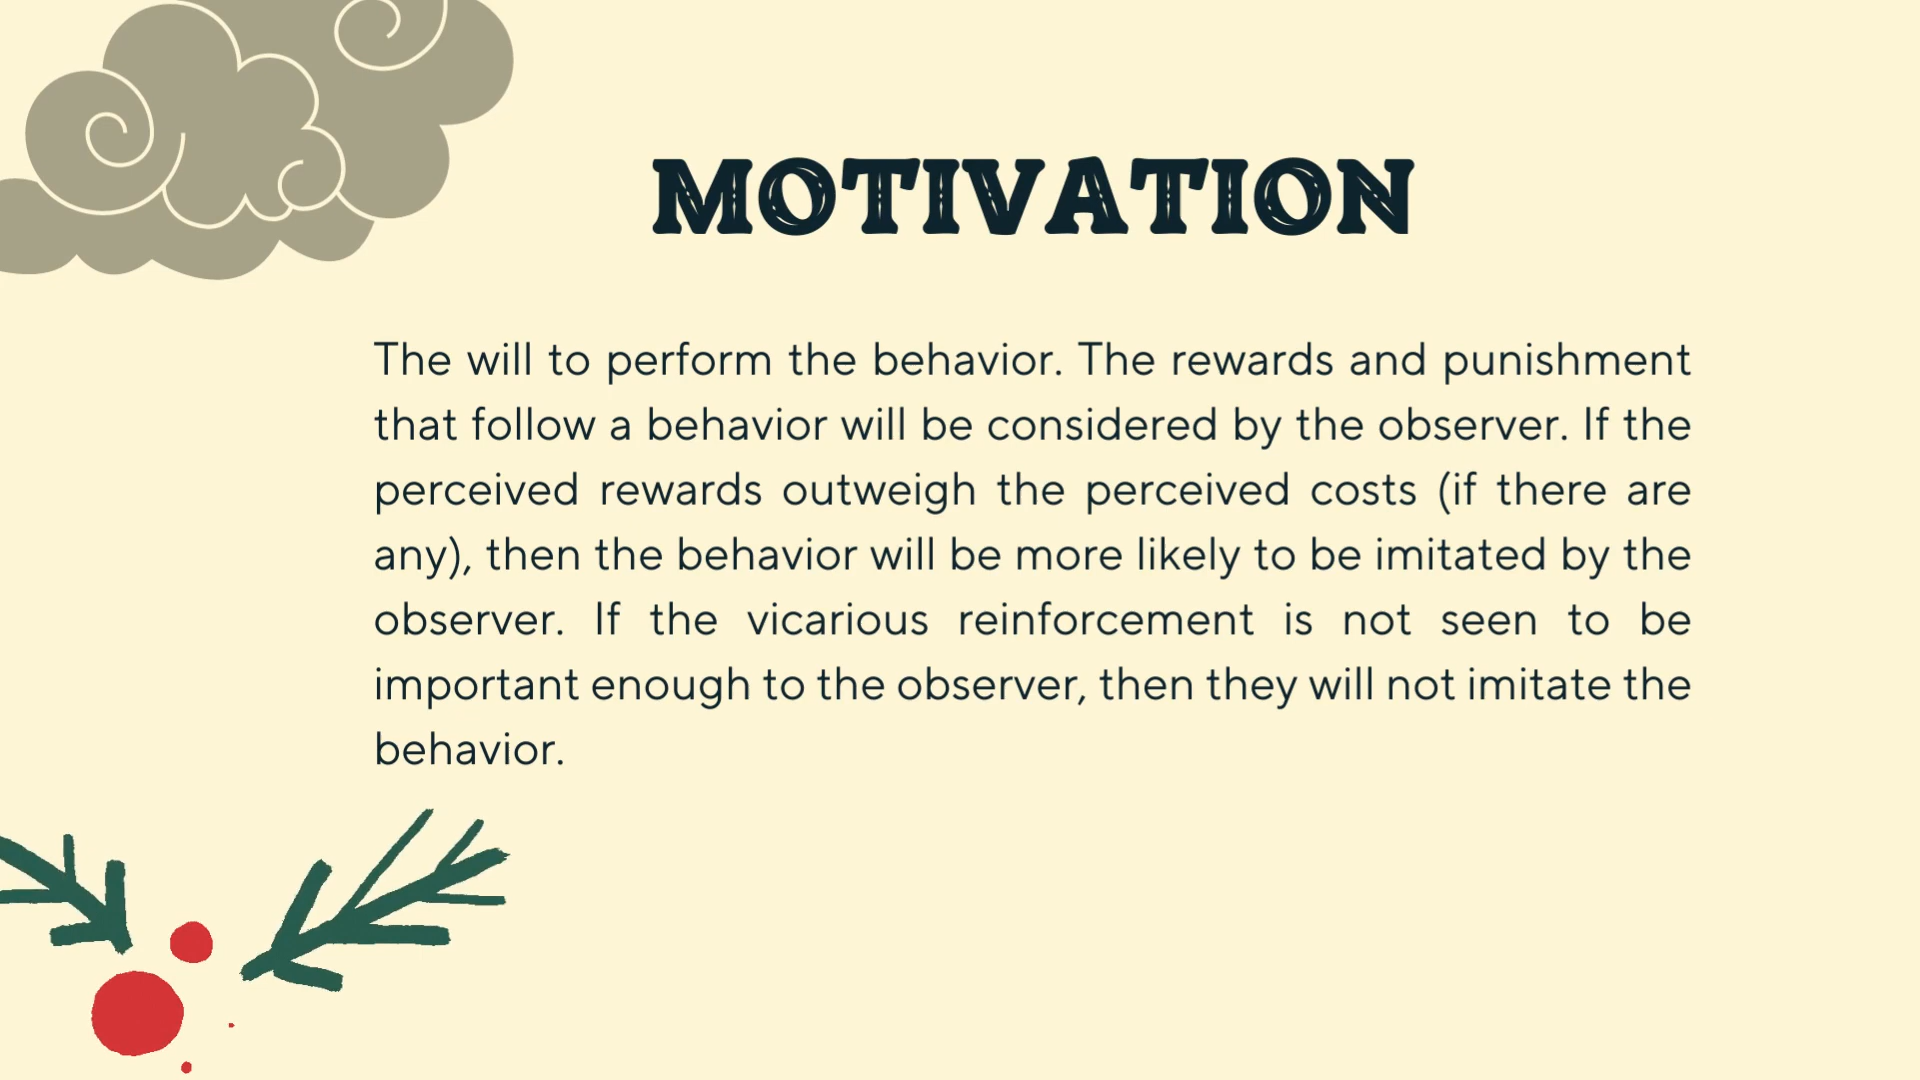 MOTIVATION
The will to perform the behavior. The rewards and punishment
that follow a behavior will be considered by the observer. If the
perceived rewards outweigh the perceived costs (if there are
any), then the behavior will be more likely to be imitated by the
observer. If the vicarious reinforcement is not seen to be
important enough to the observer, then they will not imitate the
behavior.